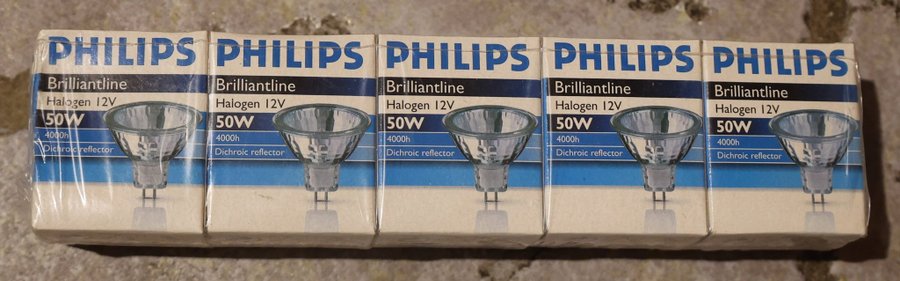 PHILIPS
Brilliantline
Halogen 12V
50W
4000h
Dichroic reflector
PHILIPS
Brilliantline
Halogen 12V
50W
4000h
Dichroic reflector
PHILIPS
Brilliantline
Halogen 12V
50W
4000h
Dichroic reflector
PHILIPS
Brilliantline
Halogen 12V
50W
4000h
Dichroic reflector
PHILIPS
Brilliantline
Halogen 12V
50W
4000h
Dichroic reflector